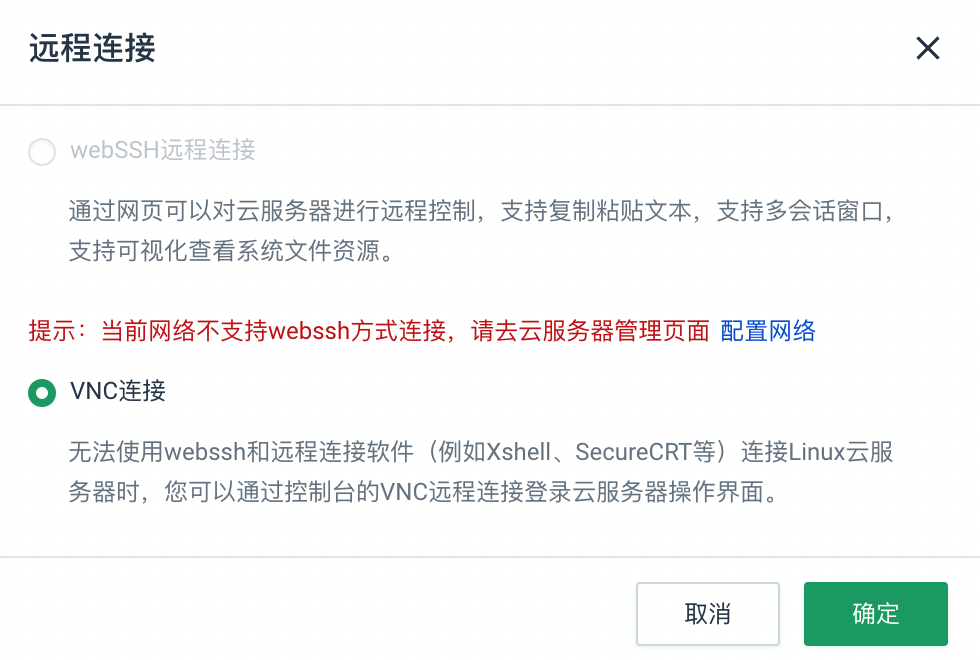 远程连接
webSSH远程连接
通过网页可以对云服务器进行远程控制，支持复制粘贴文本，支持多会话窗口，
支持可视化查看系统文件资源。
提示：当前网络不支持webssh方式连接，请去云服务器管理页面 配置网络
VNC连接
无法使用webssh和远程连接软件（例如Xshell、SecureCRT等）连接Linux云服
务器时，您可以通过控制台的VNC远程连接登录云服务器操作界面。
取消
确定